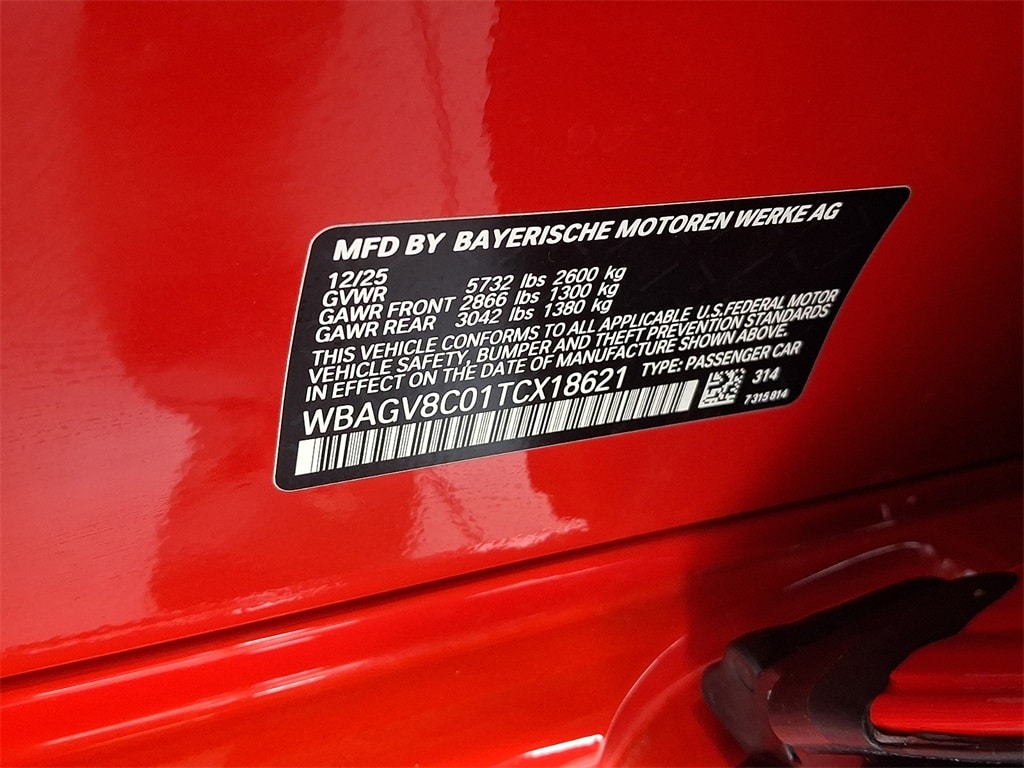 MFD BY BAYERISCHE MOTOREN WERKE AG
12/25
GVWR 5732 lbs 2600 kg
GAWR FRONT 2866 lbs 1300 kg
GAWR REAR 3042 lbs 1380 kg
THIS VEHICLE CONFORMS TO ALL APPLICABLE U.S.FEDERAL MOTOR
VEHICLE SAFETY, BUMPER AND THEFT PREVENTION STANDARDS
IN EFFECT ON THE DATE OF MANUFACTURE SHOWN ABOVE.
WBAGV8C01TCX18621 TYPE: PASSENGER CAR
314
7315814